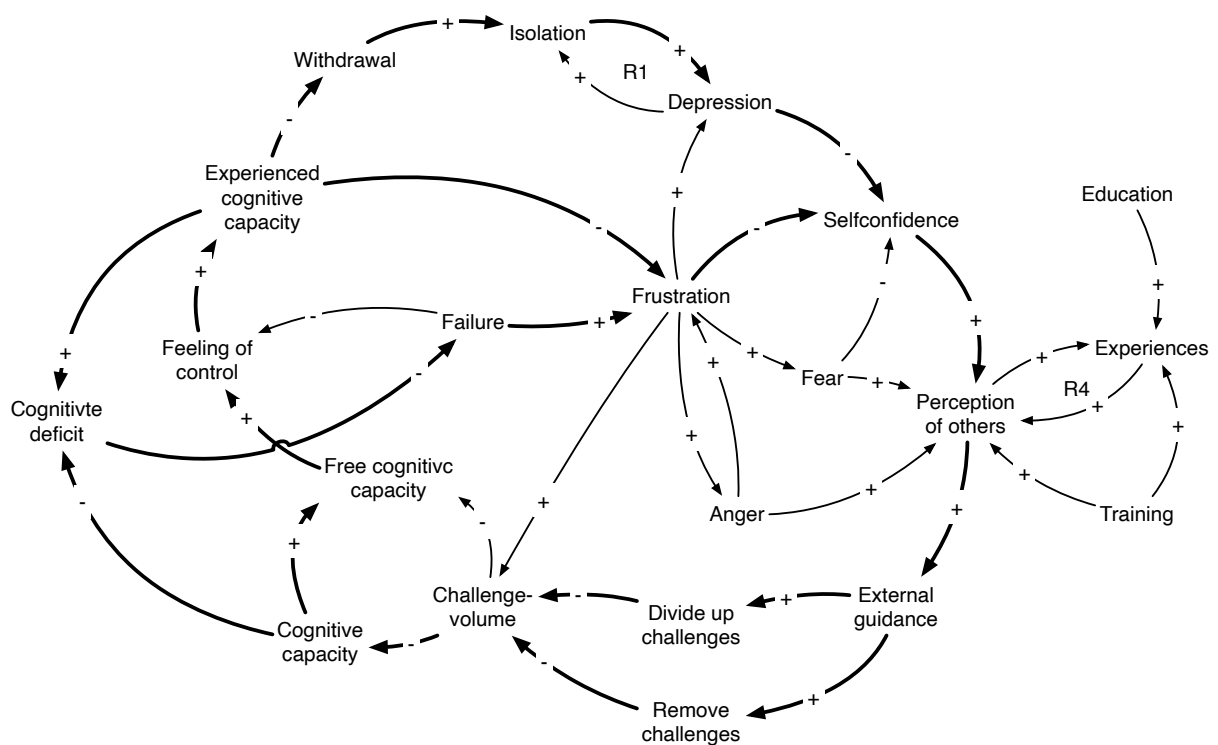 Isolation
Withdrawal
R1
Depression
Experienced
cognitive
capacity
Education
Selfconfidence
Frustration
Failure
Feeling of
control
Experiences
Fear
R4
Perception
of others
Cognitivte
deficit
Free cognitivc
capacity
Anger
Training
Challenge-
volume
Divide up
challenges
External
guidance
Cognitive
capacity
Remove
challenges
+
+
+
-
-
+
-
-
+
-
+
-
+
-
+
+
+
+
+
+
+
-
+
+
+
+
+
-
+
-
+
+
-
+
-
-
+